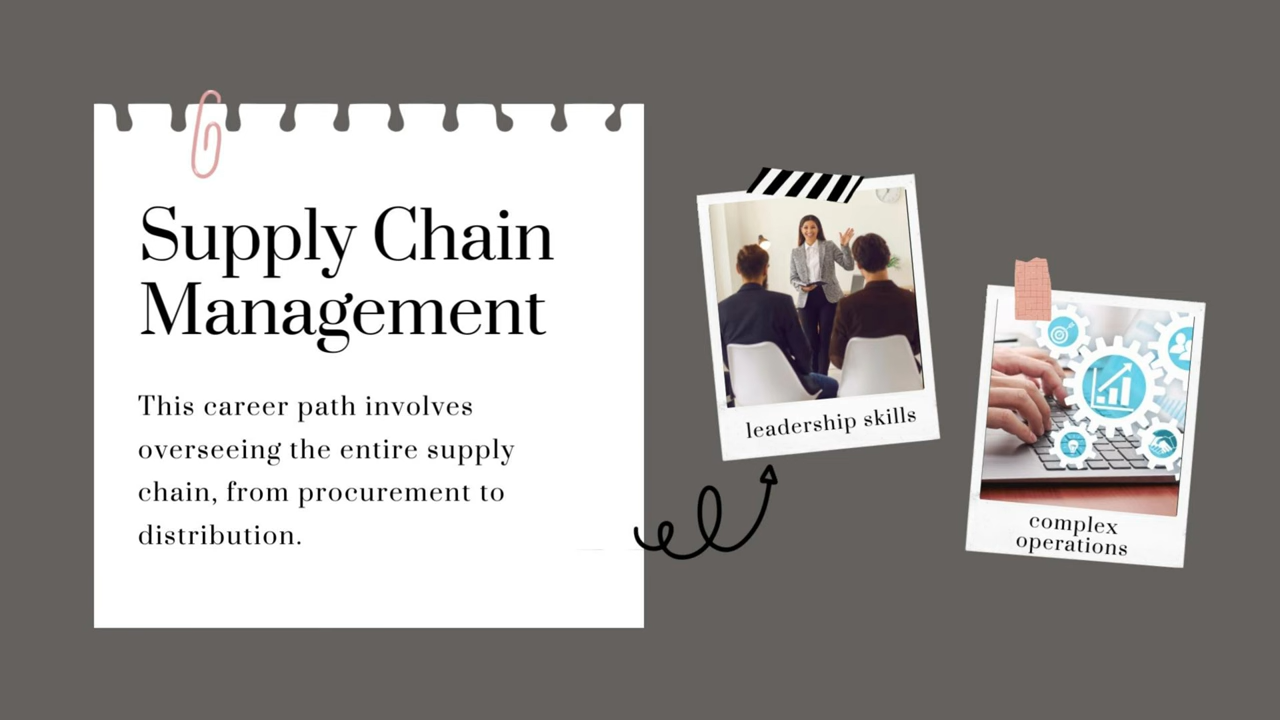 Supply Chain
Management
This career path involves
overseeing the entire supply
chain, from procurement to
distribution.
leadership skills
complex
operations